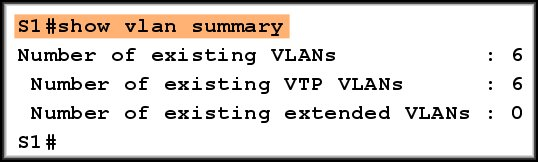 S1#show vlan summary
Number of existing VLANs : 6
Number of existing VTP VLANs : 6
Number of existing extended VLANs : 0
S1#